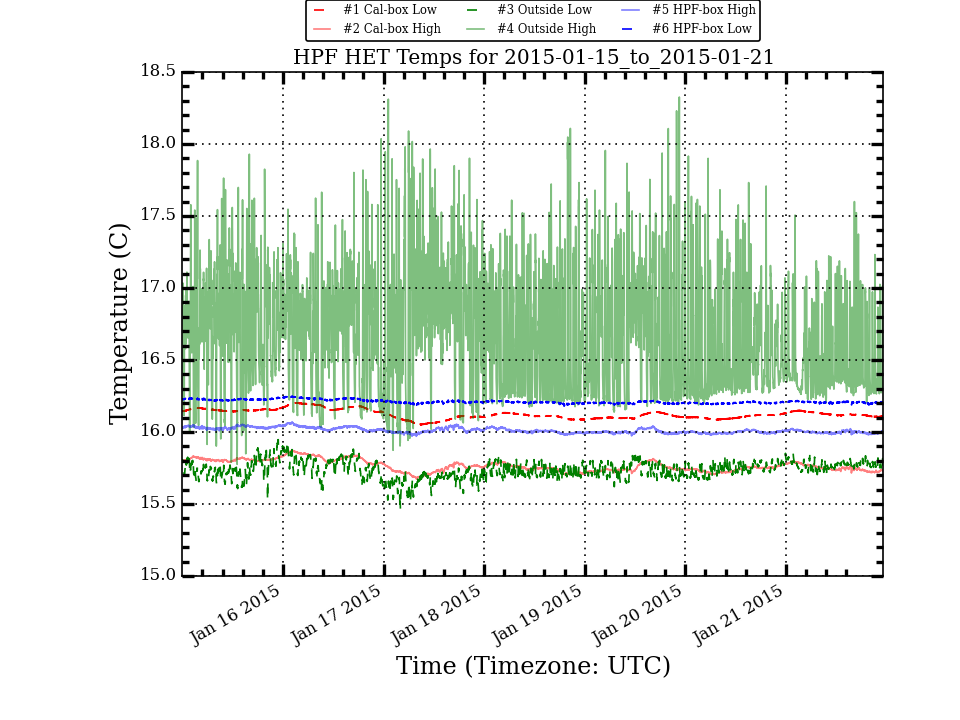 #1 Cal-box Low #3 Outside Low #5 HPF-box High
#2 Cal-box High #4 Outside High #6 HPF-box Low
HPF HET Temps for 2015-01-15_to_2015-01-21
18.5
18.0
17.5
17.0
16.5
16.0
15.5
15.0
Temperature (C)
Jan 16 2015 Jan 17 2015 Jan 18 2015 Jan 19 2015 Jan 20 2015 Jan 21 2015
Time (Timezone: UTC)